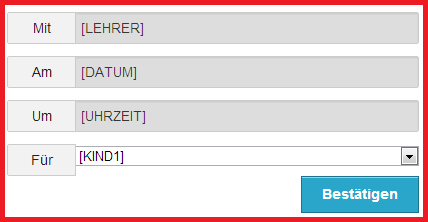 Mit [LEHRER]
Am [DATUM]
Um [UHRZEIT]
Für [KIND1]
Bestätigen